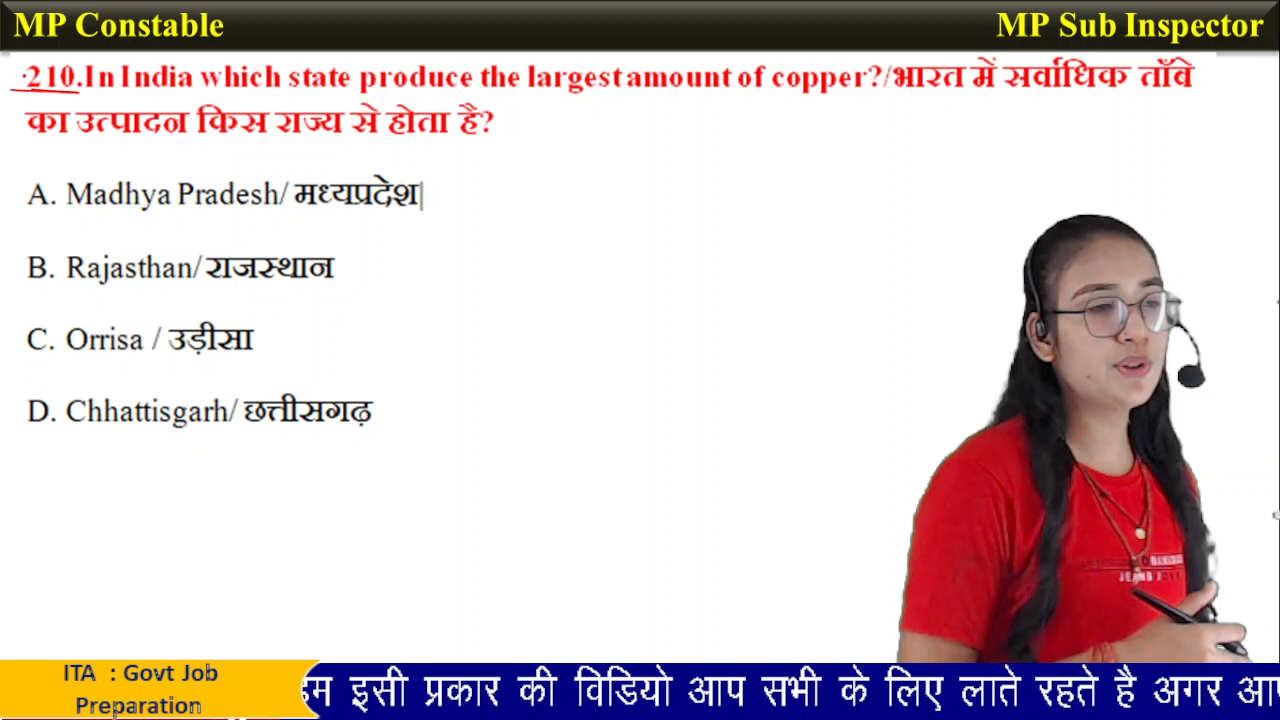 MP Constable
MP Sub Inspector
210.In India which state produce the largest amount of copper?/भारत में सर्वाधिक ताँबे
का उत्पादन किस राज्य से होता है?
A. Madhya Pradesh/ मध्यप्रदेश|
B. Rajasthan/ राजस्थान
C. Orrisa / उड़ीसा
D. Chhattisgarh/ छत्तीसगढ़
ITA : Govt Job
Preparation
हम इसी प्रकार की विडियो आप सभी के लिए लाते रहते है अगर